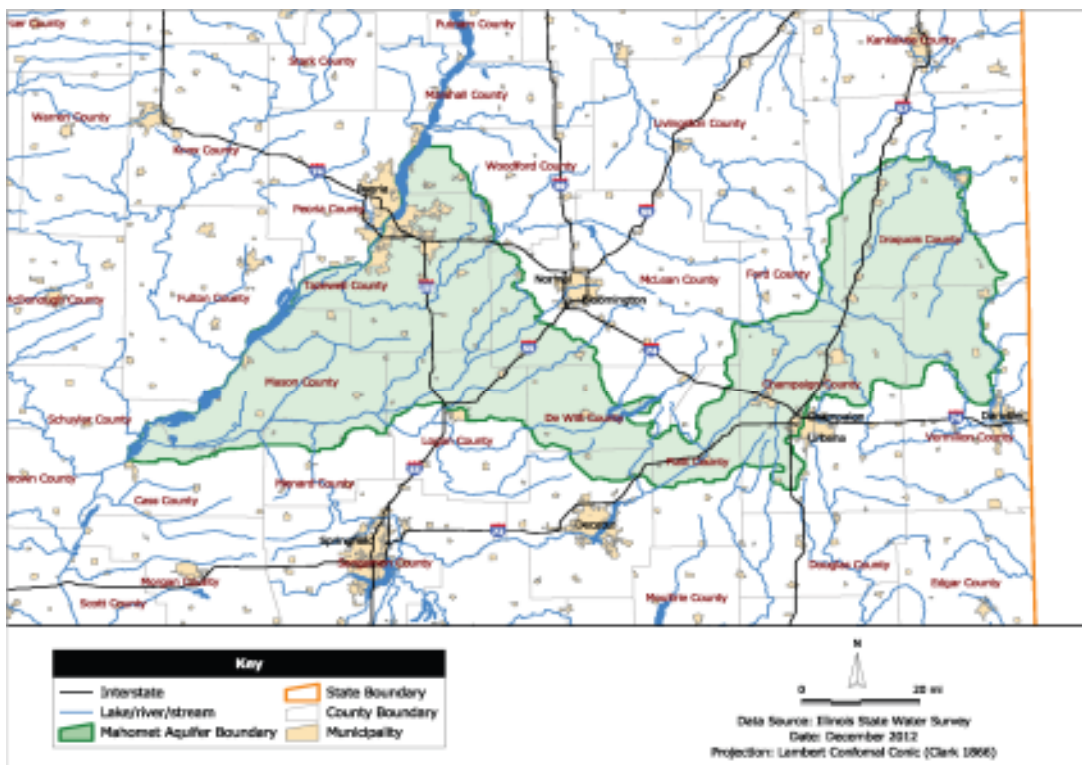 Putnam County
Kankakee County
Stark County
Marshall County
Warren County
Livingston County
Knox County
Woodford County
Peoria
Peoria County
Iroquois County
Ford County
McLean County
Normal
Tazewell County
Fulton County
McDonough County
Bloomington
Mason County
Champaign County
De Witt County
Schuyler County
Champaign
Danville
Logan County
Urbana
Vermilion County
Piatt County
Brown County
Menard County
Cass County
Decatur
Springfield
Sangamon County
Douglas County
Morgan County
Edgar County
Scott County
Moultrie County
Key
Interstate
State Boundary
Lake/river/stream
County Boundary
Mahomet Aquifer Boundary
Municipality
N
0 20 mi
Data Source: Illinois State Water Survey
Date: December 2012
Projection: Lambert Confomal Conic (Clark 1866)